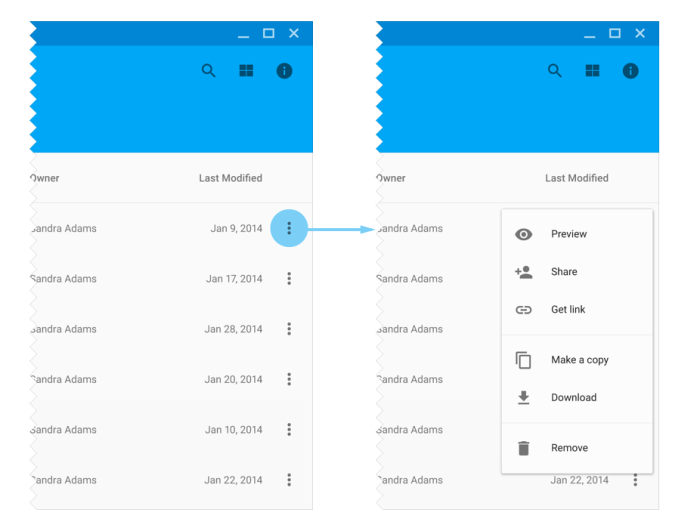 Owner Last Modified
Sandra Adams Jan 9, 2014
Sandra Adams Jan 17, 2014
Sandra Adams Jan 28, 2014
Sandra Adams Jan 20, 2014
Sandra Adams Jan 10, 2014
Sandra Adams Jan 22, 2014
Owner Last Modified
Sandra Adams
Preview
Sandra Adams
Share
Get link
Sandra Adams
Make a copy
Sandra Adams
Download
Sandra Adams
Remove
Sandra Adams Jan 22, 2014